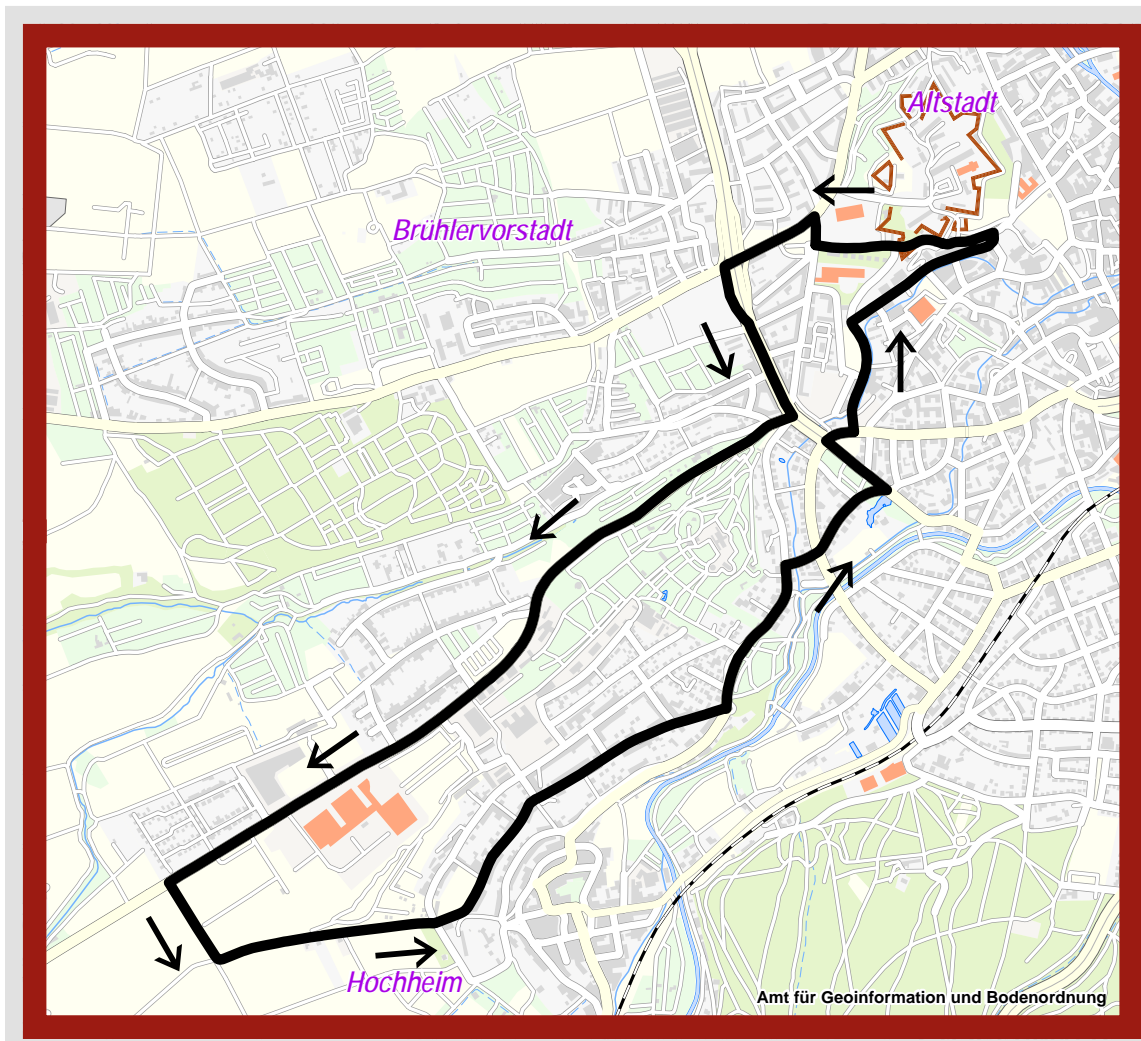 Altstadt
Brühlervorstadt
Hochheim
Amt für Geoinformation und Bodenordnung